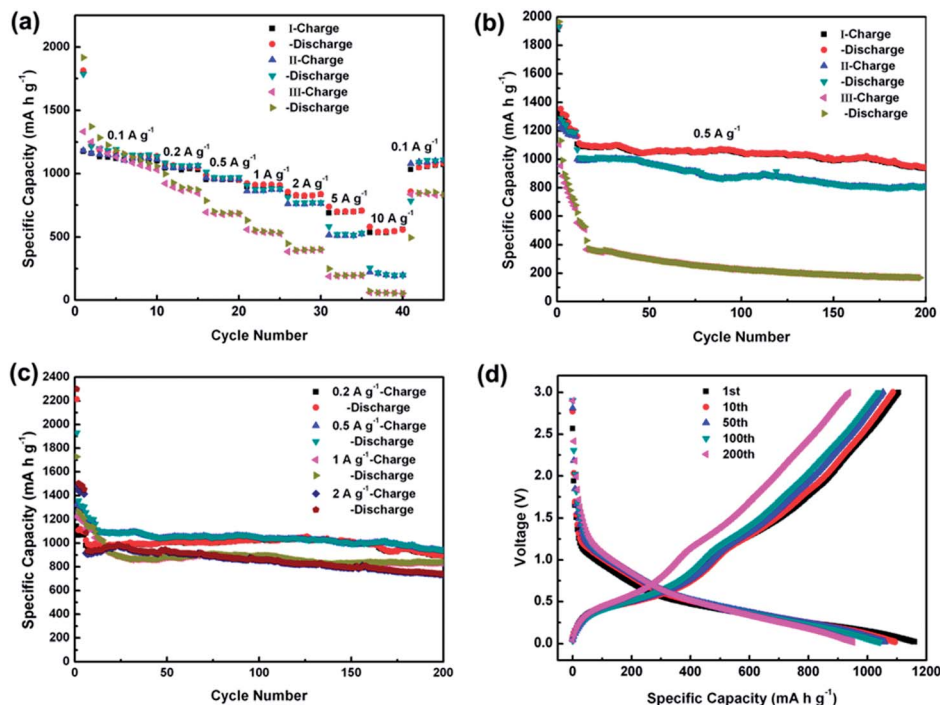 (a)
I-Charge
-Discharge
II-Charge
-Discharge
III-Charge
-Discharge
0.1 A g⁻¹
0.2 A g⁻¹
0.5 A g⁻¹
1 A g⁻¹
2 A g⁻¹
5 A g⁻¹
10 A g⁻¹
0.1 A g⁻¹
2000
1500
1000
500
0
Specific Capacity (mA h g⁻¹)
0 10 20 30 40
Cycle Number
(b)
I-Charge
-Discharge
II-Charge
-Discharge
III-Charge
-Discharge
0.5 A g⁻¹
2000
1800
1600
1400
1200
1000
800
600
400
200
0
Specific Capacity (mA h g⁻¹)
0 50 100 150 200
Cycle Number
(c)
0.2 A g⁻¹-Charge
-Discharge
0.5 A g⁻¹-Charge
-Discharge
1 A g⁻¹-Charge
-Discharge
2 A g⁻¹-Charge
-Discharge
2400
2200
2000
1800
1600
1400
1200
1000
800
600
400
200
0
Specific Capacity (mA h g⁻¹)
0 50 100 150 200
Cycle Number
(d)
1st
10th
50th
100th
200th
3.0
2.5
2.0
1.5
1.0
0.5
0.0
Voltage (V)
0 200 400 600 800 1000 1200
Specific Capacity (mA h g⁻¹)